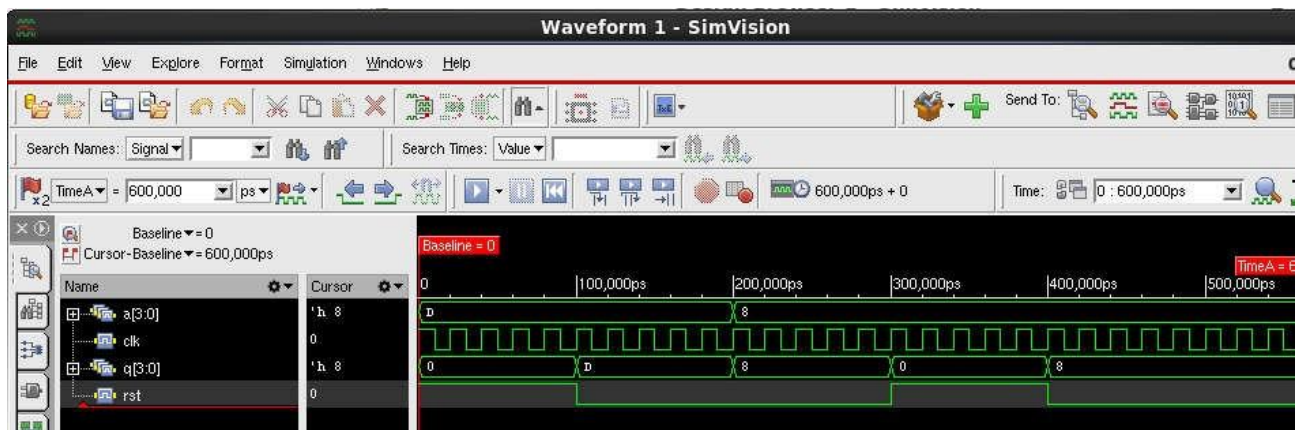 Waveform 1 - SimVision
File Edit View Explore Format Simulation Windows Help
Send To:
Search Names: Signal Search Times: Value
x2 TimeA = 600,000 ps 600,000ps + 0 Time: 0 : 600,000ps
Baseline = 0
Cursor-Baseline = 600,000ps
Baseline = 0
TimeA = 6
Name Cursor 0 100,000ps 200,000ps 300,000ps 400,000ps 500,000ps
a[3:0] 'h 8 D 8
clk 0
q[3:0] 'h 8 0 D 8 0 8
rst 0